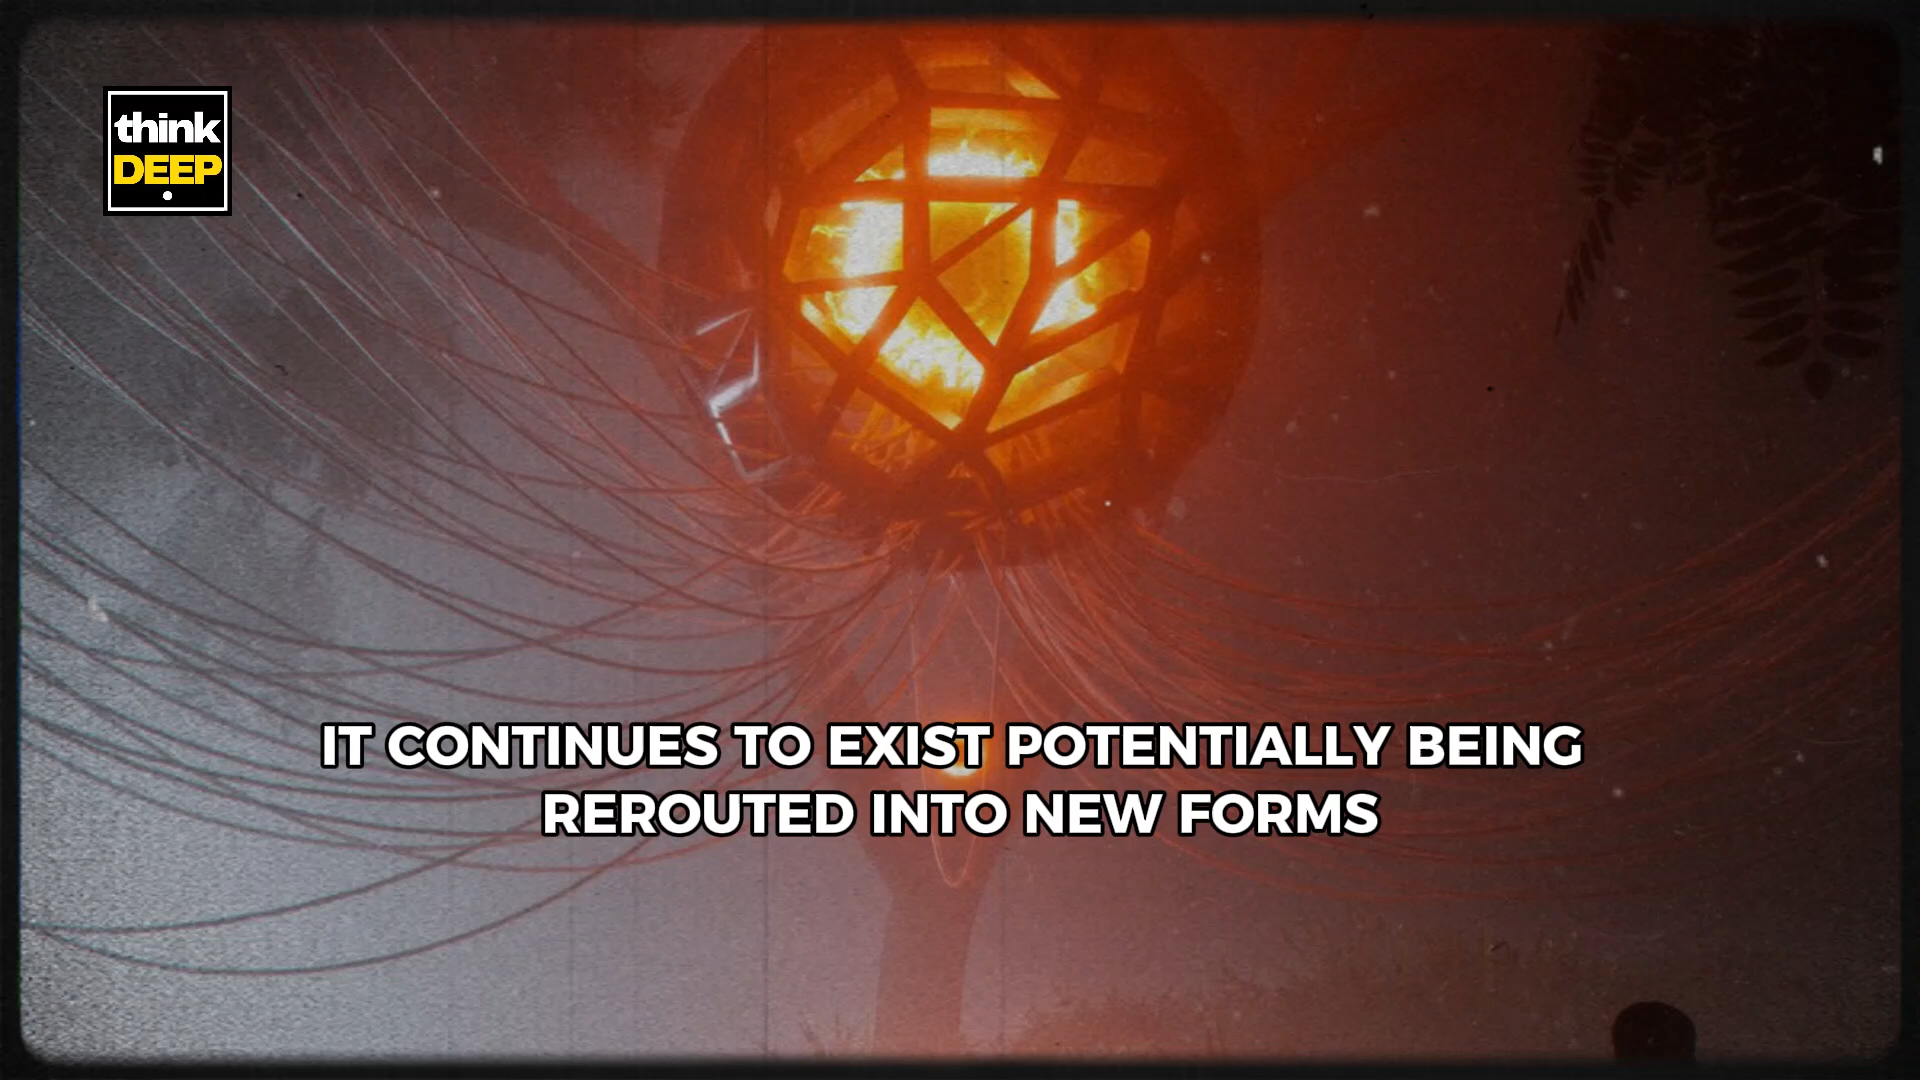 think
DEEP
IT CONTINUES TO EXIST POTENTIALLY BEING
REROUTED INTO NEW FORMS